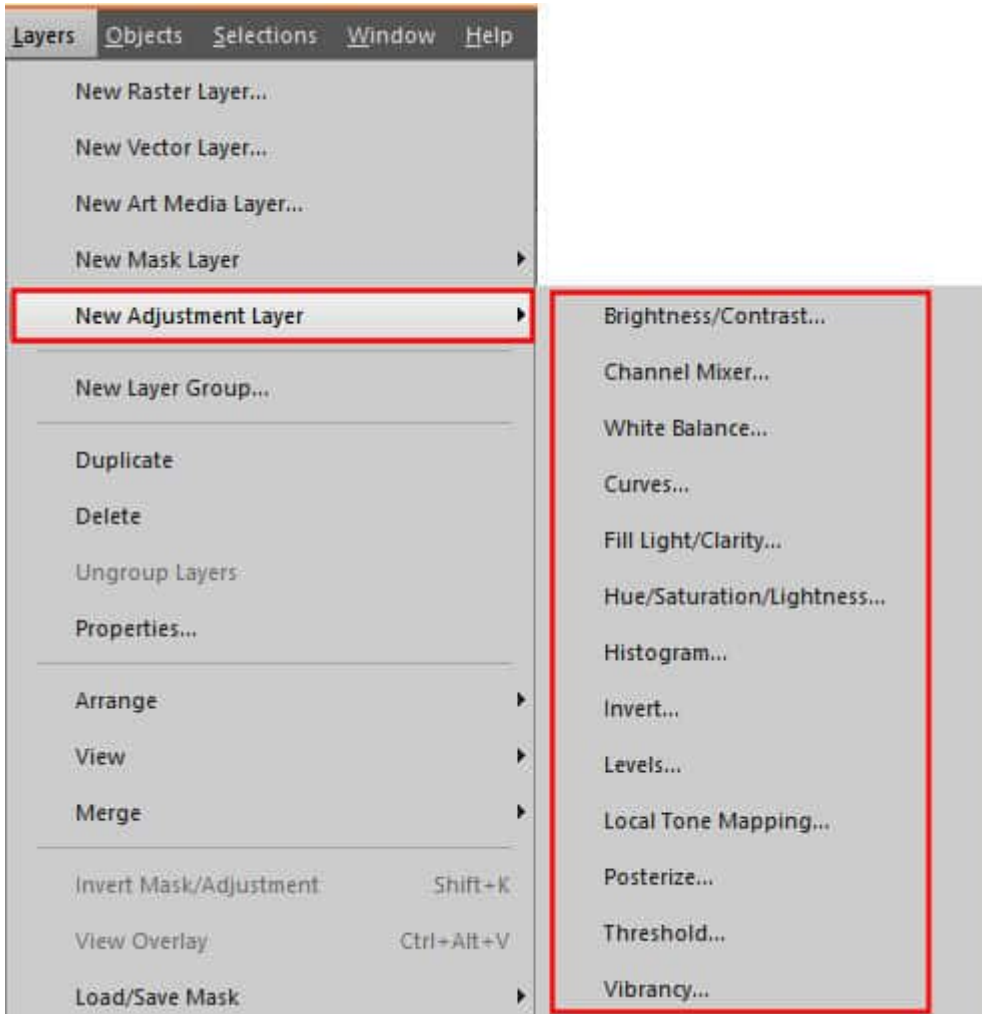 Layers Objects Selections Window Help
New Raster Layer...
New Vector Layer...
New Art Media Layer...
New Mask Layer
New Adjustment Layer
New Layer Group...
Duplicate
Delete
Ungroup Layers
Properties...
Arrange
View
Merge
Invert Mask/Adjustment Shift+K
View Overlay Ctrl+Alt+V
Load/Save Mask
Brightness/Contrast...
Channel Mixer...
White Balance...
Curves...
Fill Light/Clarity...
Hue/Saturation/Lightness...
Histogram...
Invert...
Levels...
Local Tone Mapping...
Posterize...
Threshold...
Vibrancy...